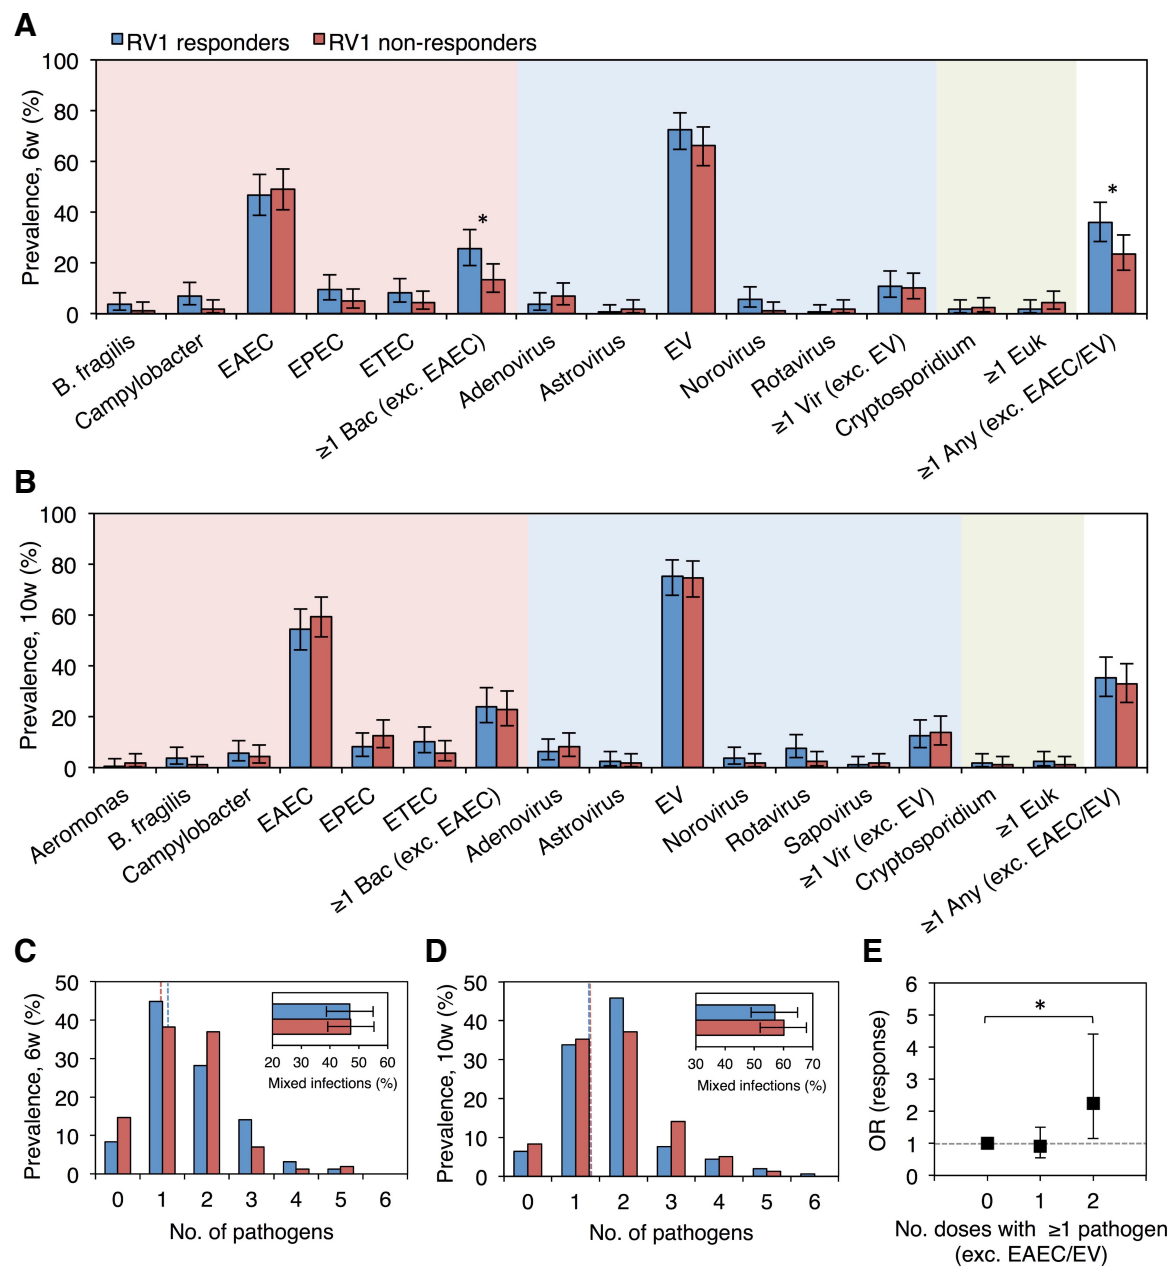 A
RV1 responders RV1 non-responders
Prevalence, 6w (%)
100
80
60
40
20
0
*
*
B. fragilis
Campylobacter
EAEC
EPEC
ETEC
≥1 Bac (exc. EAEC)
Adenovirus
Astrovirus
EV
Norovirus
Rotavirus
≥1 Vir (exc. EV)
Cryptosporidium
≥1 Euk
≥1 Any (exc. EAEC/EV)
B
Prevalence, 10w (%)
100
80
60
40
20
0
Aeromonas
B. fragilis
Campylobacter
EAEC
EPEC
ETEC
≥1 Bac (exc. EAEC)
Adenovirus
Astrovirus
EV
Norovirus
Rotavirus
Sapovirus
≥1 Vir (exc. EV)
Cryptosporidium
≥1 Euk
≥1 Any (exc. EAEC/EV)
C
Prevalence, 6w (%)
50
40
30
20
10
0
20 30 40 50 60
Mixed infections (%)
0 1 2 3 4 5 6
No. of pathogens
D
Prevalence, 10w (%)
50
40
30
20
10
0
30 40 50 60 70
Mixed infections (%)
0 1 2 3 4 5 6
No. of pathogens
E
OR (response)
6
5
4
3
2
1
0
*
0 1 2
No. doses with ≥1 pathogen
(exc. EAEC/EV)